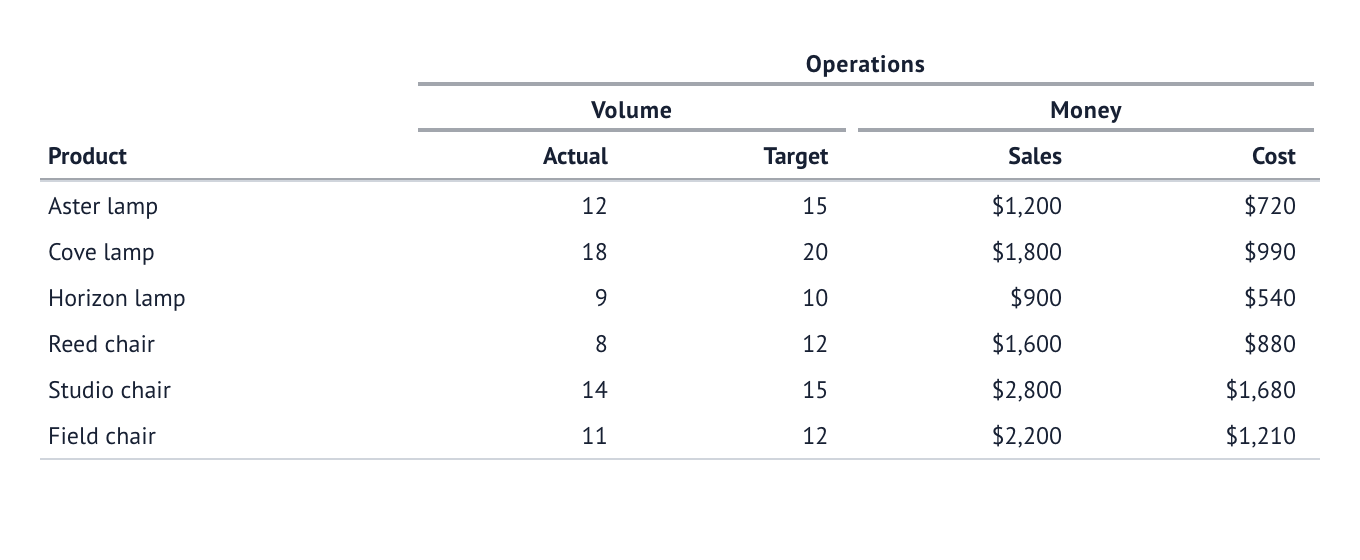 Operations
Volume Money
Product Actual Target Sales Cost
Aster lamp 12 15 $1,200 $720
Cove lamp 18 20 $1,800 $990
Horizon lamp 9 10 $900 $540
Reed chair 8 12 $1,600 $880
Studio chair 14 15 $2,800 $1,680
Field chair 11 12 $2,200 $1,210